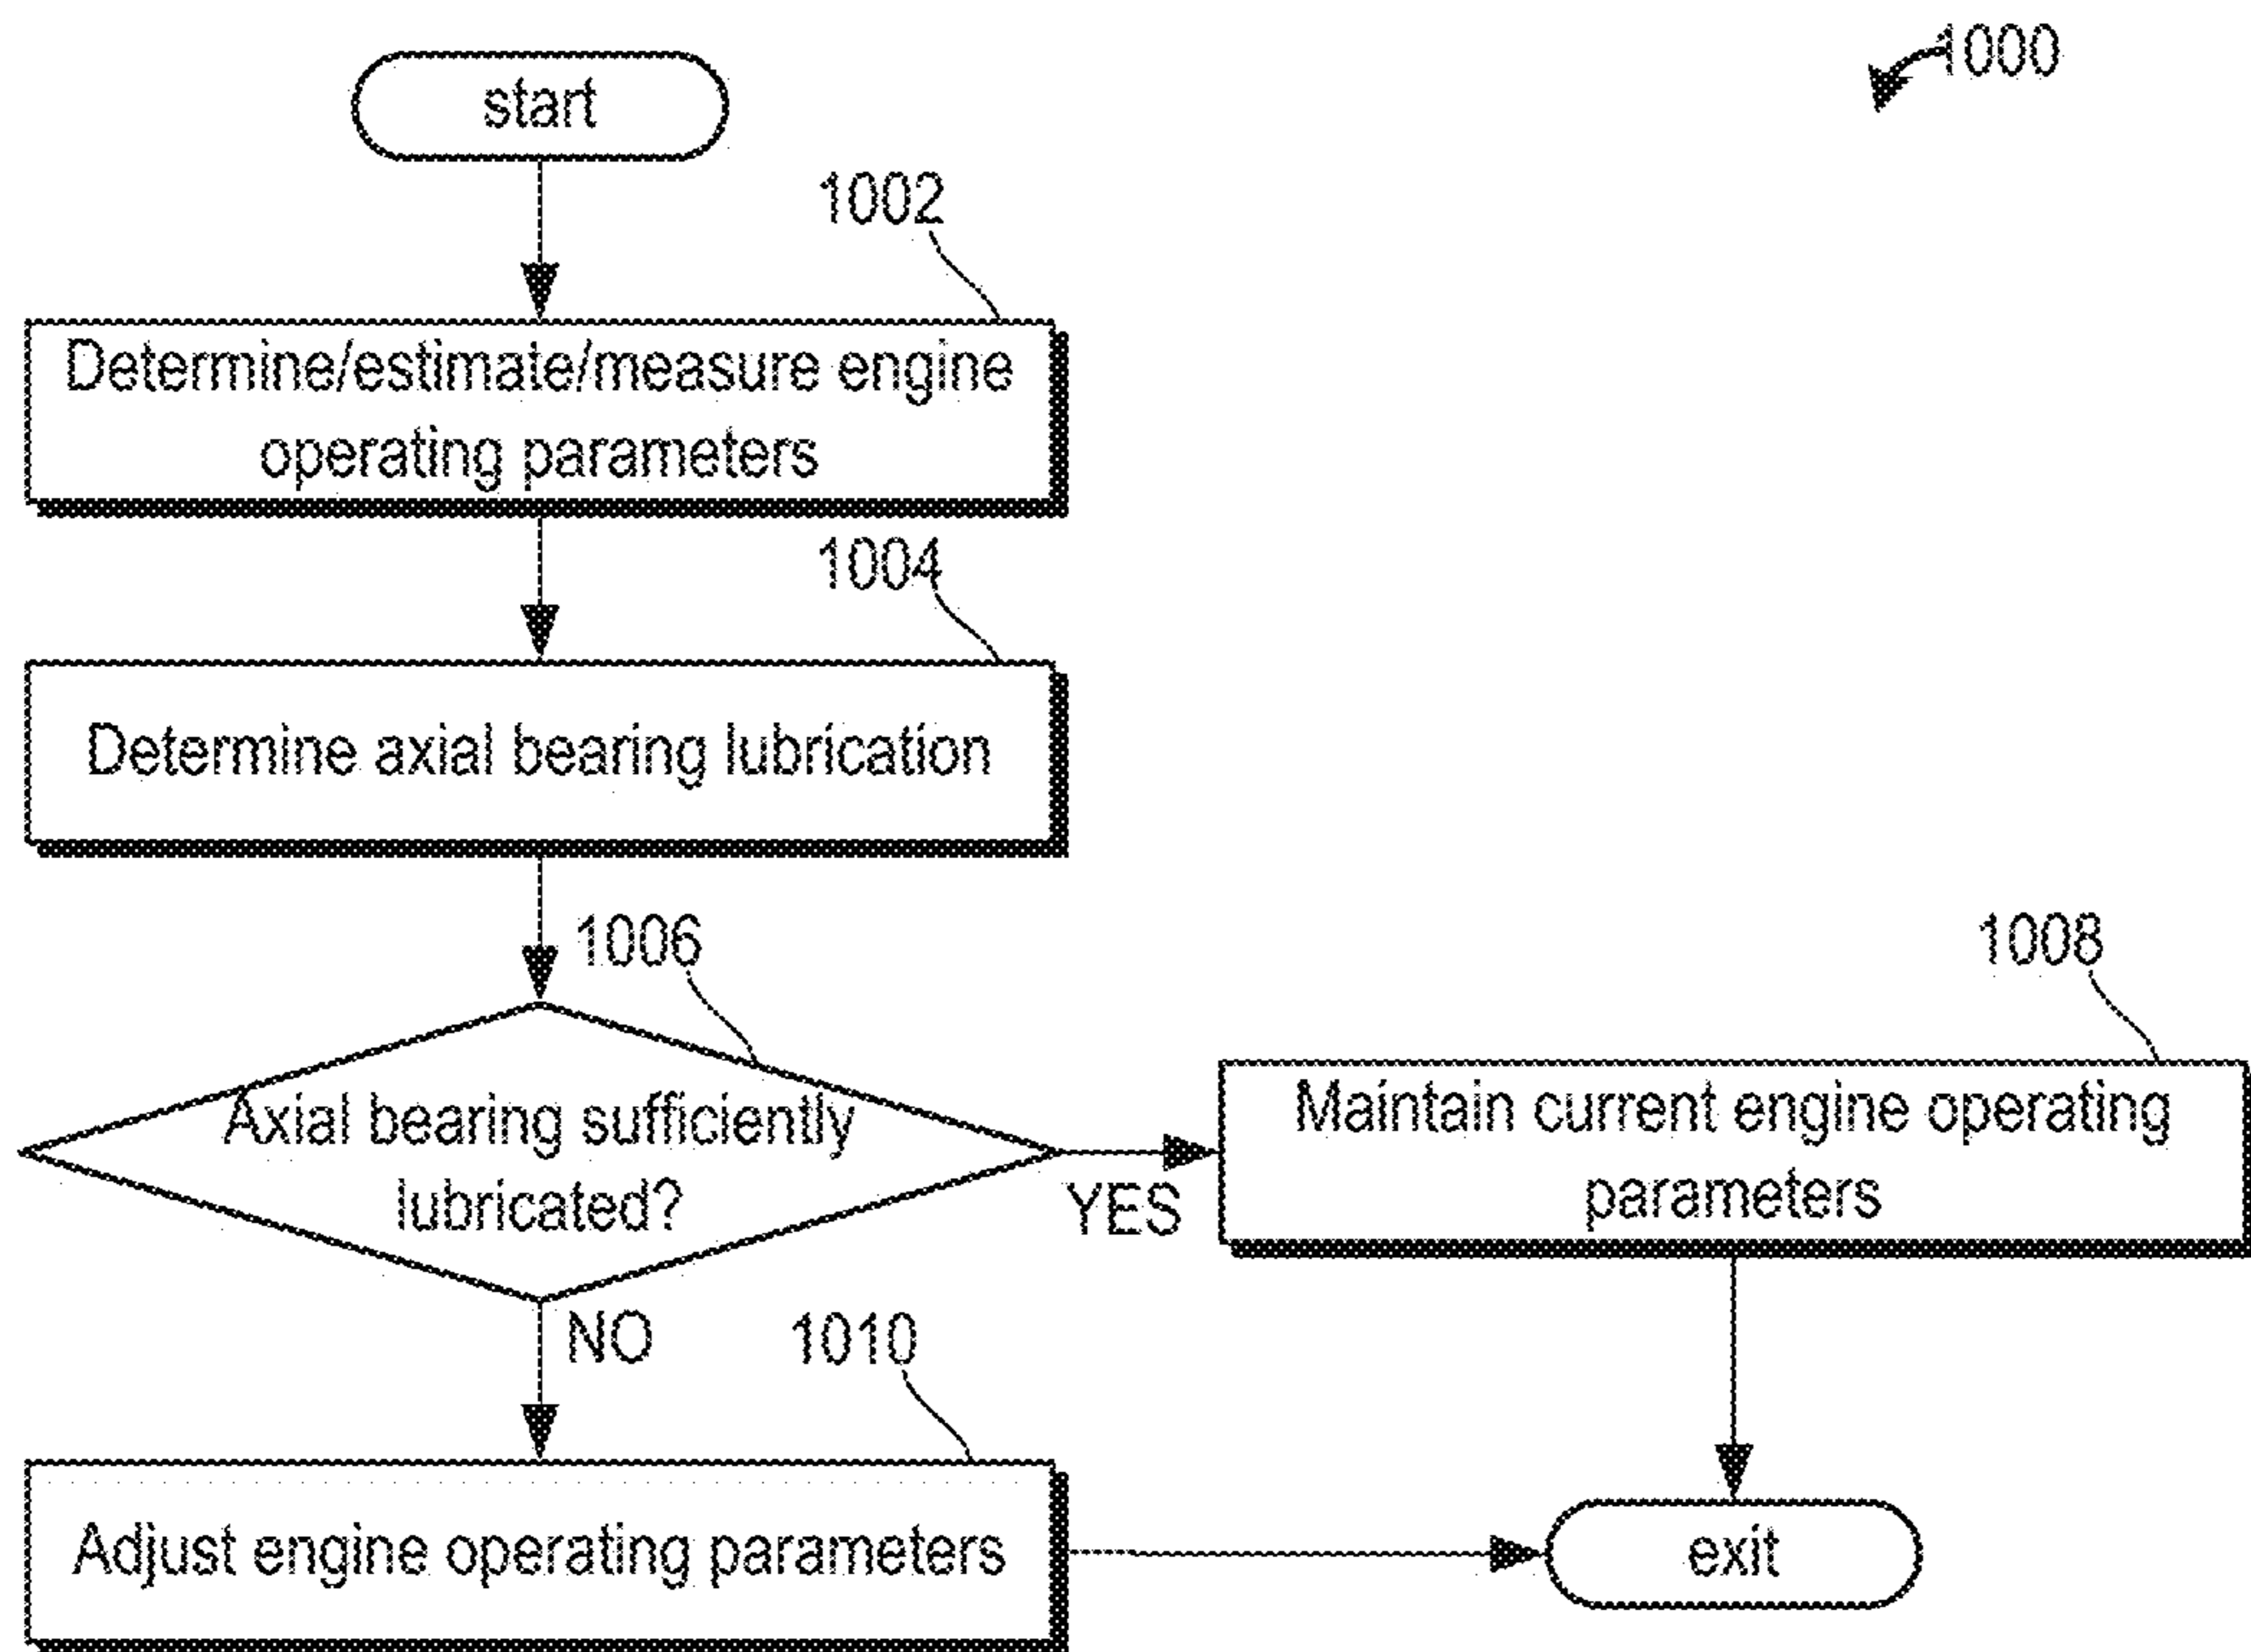 1000
start
1002
Determine/estimate/measure engine
operating parameters
1004
Determine axial bearing lubrication
1006
Axial bearing sufficiently
lubricated?
YES
1008
Maintain current engine operating
parameters
NO
1010
Adjust engine operating parameters
exit